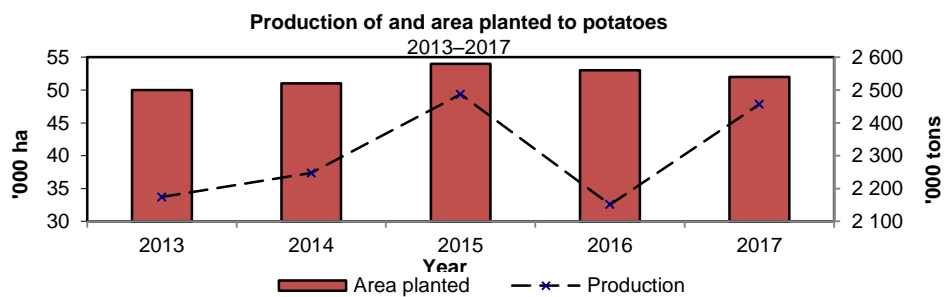 Production of and area planted to potatoes
2013–2017
'000 ha
55
50
45
40
35
30
2 600
2 500
2 400
2 300
2 200
2 100
'000 tons
2013 2014 2015 2016 2017
Year
Area planted Production